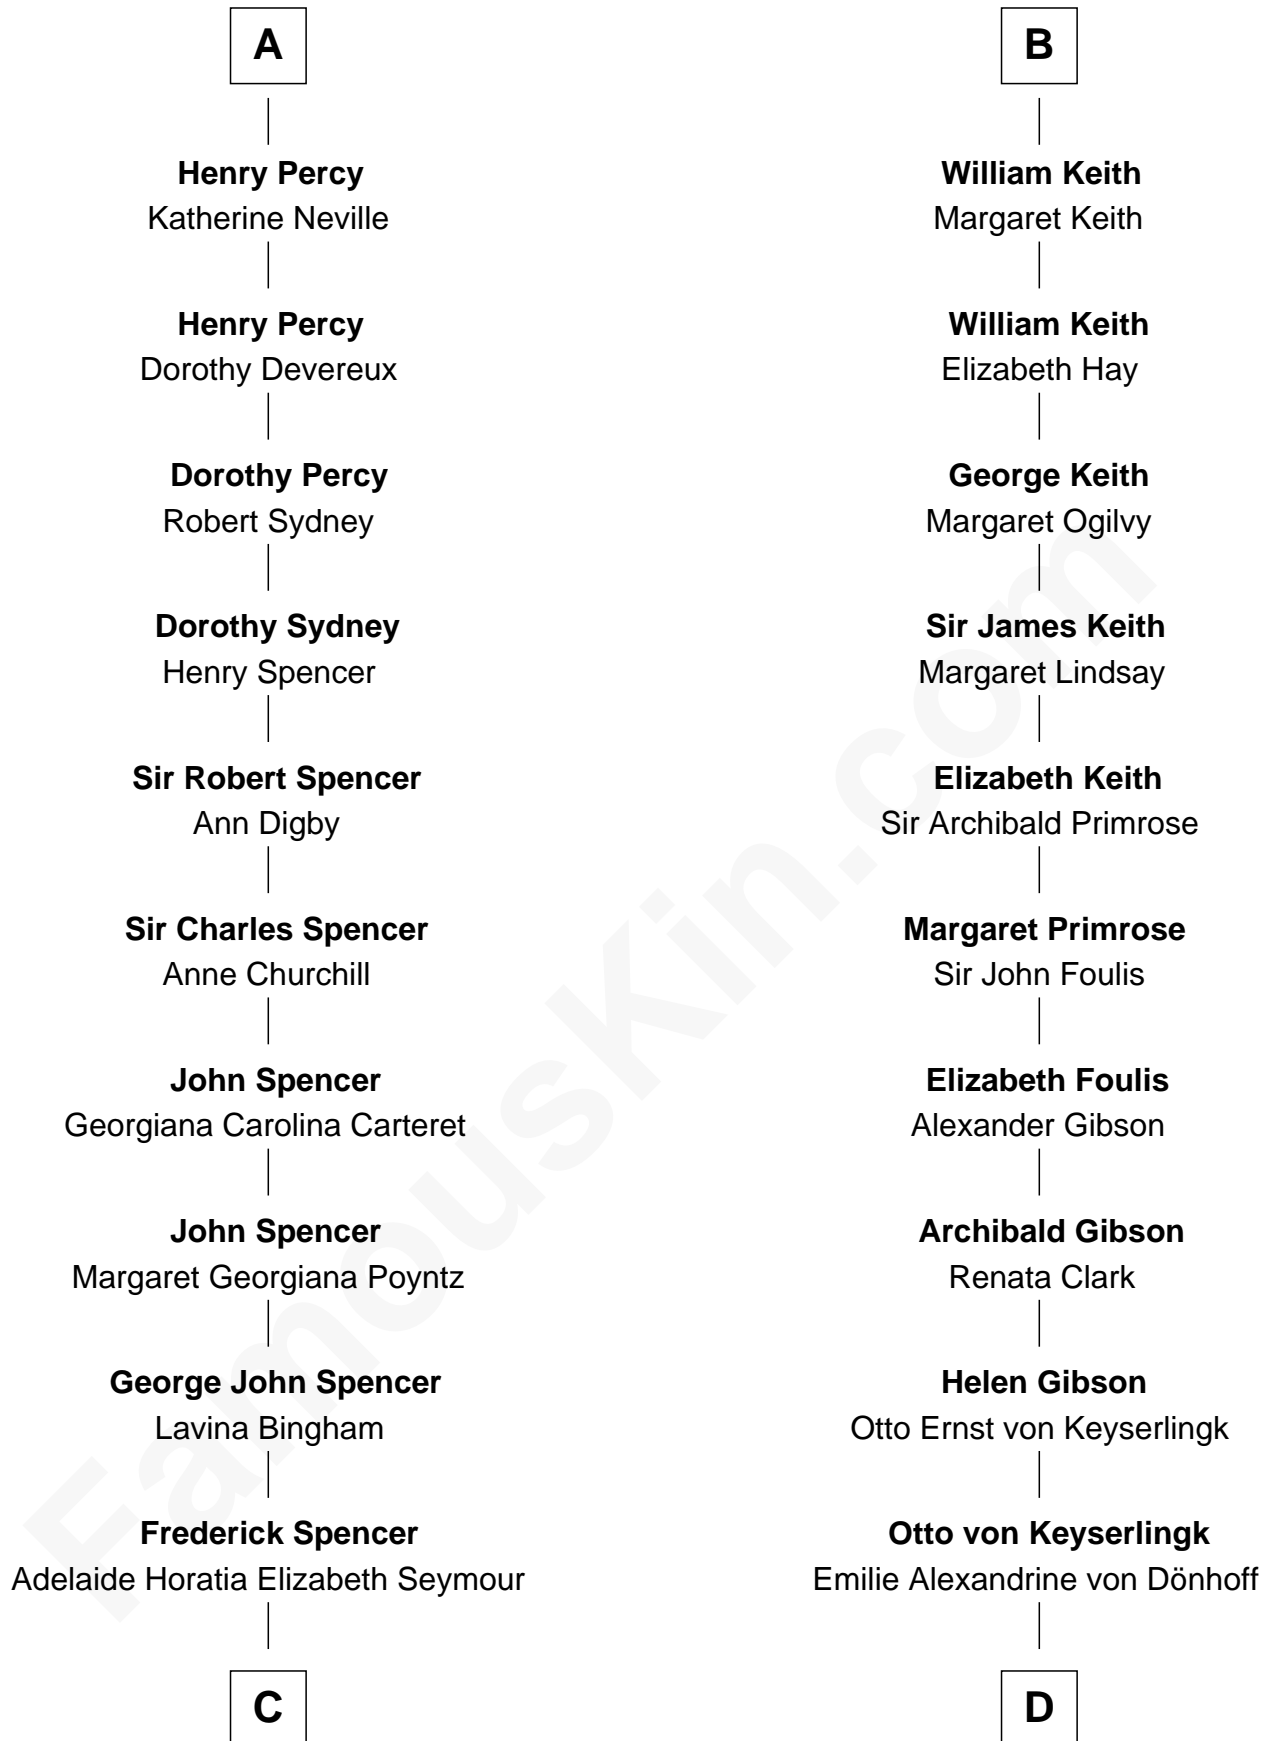 A
Henry Percy
Katherine Neville
Henry Percy
Dorothy Devereux
Dorothy Percy
Robert Sydney
Dorothy Sydney
Henry Spencer
Sir Robert Spencer
Ann Digby
Sir Charles Spencer
Anne Churchill
John Spencer
Georgiana Carolina Carteret
John Spencer
Margaret Georgiana Poyntz
George John Spencer
Lavina Bingham
Frederick Spencer
Adelaide Horatia Elizabeth Seymour
C
B
William Keith
Margaret Keith
William Keith
Elizabeth Hay
George Keith
Margaret Ogilvy
Sir James Keith
Margaret Lindsay
Elizabeth Keith
Sir Archibald Primrose
Margaret Primrose
Sir John Foulis
Elizabeth Foulis
Alexander Gibson
Archibald Gibson
Renata Clark
Helen Gibson
Otto Ernst von Keyserlingk
Otto von Keyserlingk
Emilie Alexandrine von Dönhoff
D
FamousKin.com